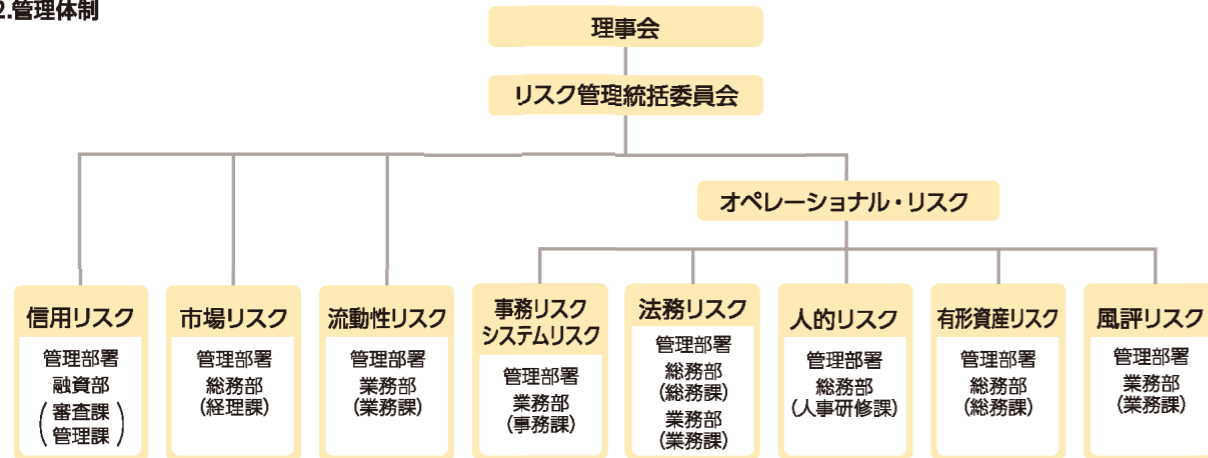 2.管理体制
理事会
リスク管理統括委員会
オペレーショナル・リスク
信用リスク
管理部署
融資部
(審査課
管理課)
市場リスク
管理部署
総務部
(経理課)
流動性リスク
管理部署
業務部
(業務課)
事務リスク
システムリスク
管理部署
業務部
(事務課)
法務リスク
管理部署
総務部
(総務課)
業務部
(業務課)
人的リスク
管理部署
総務部
(人事研修課)
有形資産リスク
管理部署
総務部
(総務課)
風評リスク
管理部署
業務部
(業務課)